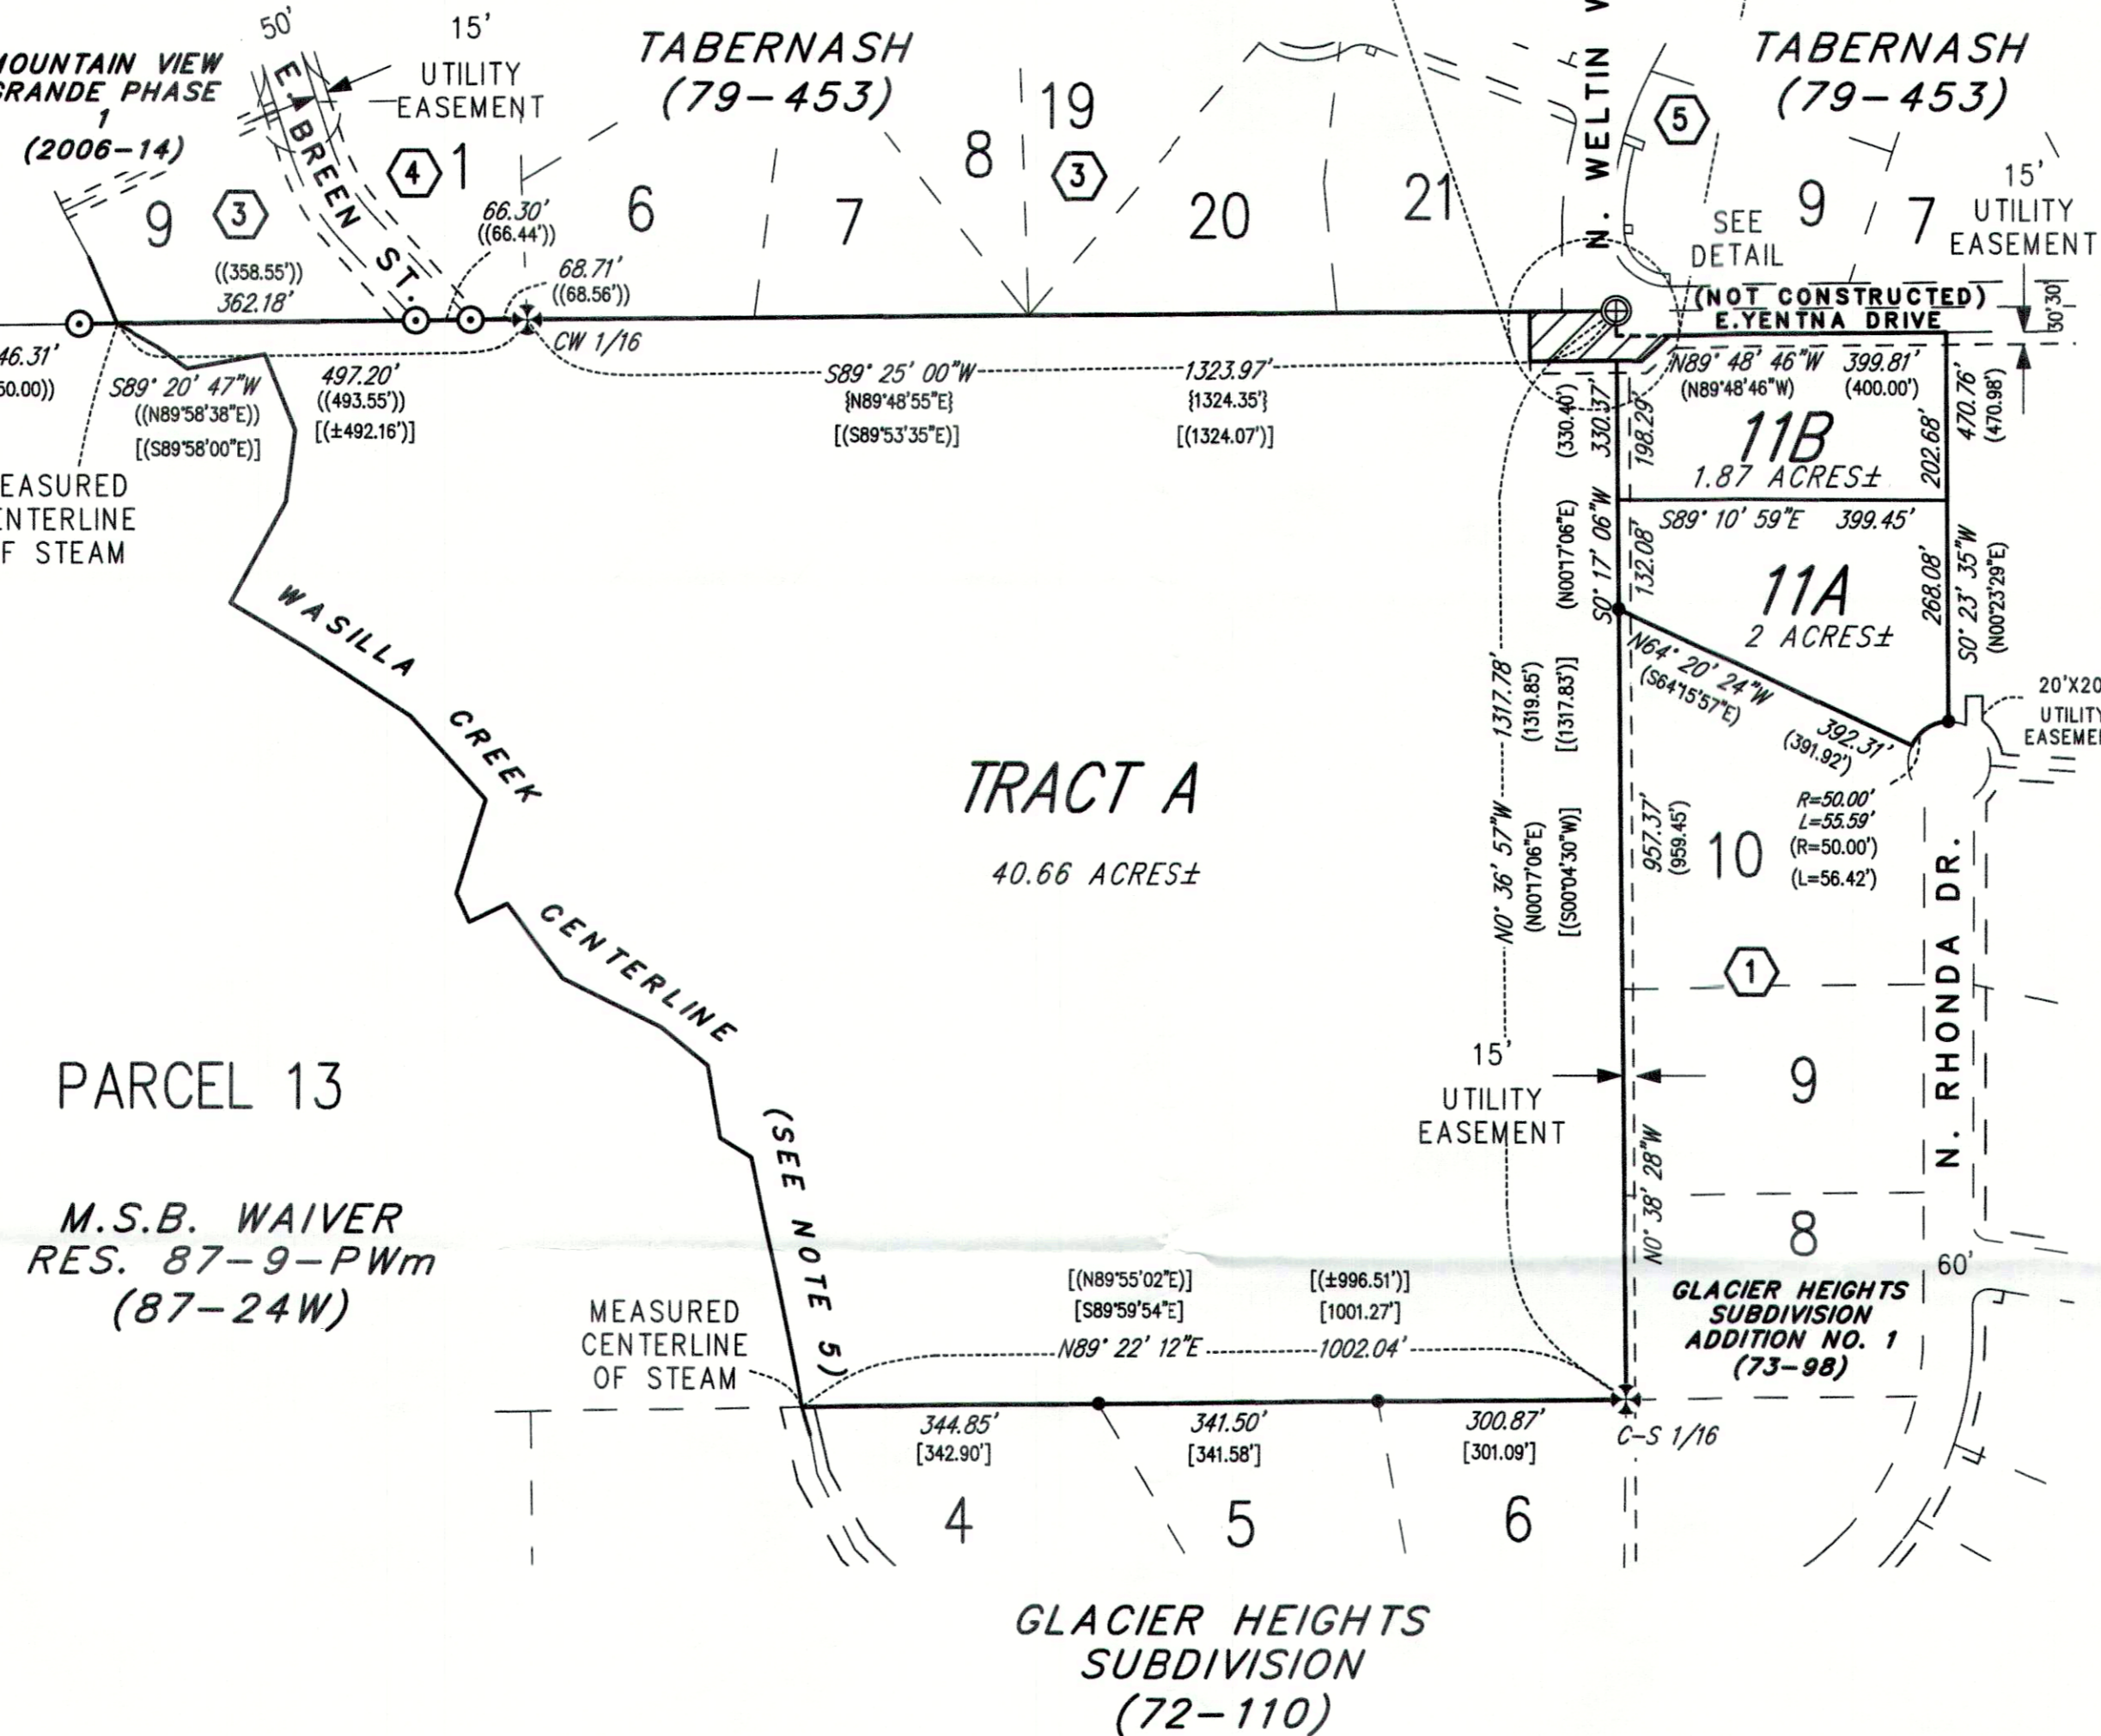 50'
15'
UTILITY
EASEMENT
MOUNTAIN VIEW
GRANDE PHASE
1
(2006-14)
E. ABREEN ST.
TABERNASH
(79-453)
N. WELTIN
TABERNASH
(79-453)
9
3
4
1
6
7
8
19
3
20
21
5
9
7
SEE
DETAIL
15'
UTILITY
EASEMENT
66.30'
((66.44'))
68.71'
((68.56'))
((358.55'))
362.18'
CW 1/16
(NOT CONSTRUCTED)
E.YENTNA DRIVE
30'
30'
46.31'
50.00'))
S89° 20' 47"W
((N89°58'38"E))
[(S89°58'00"E)]
497.20'
((493.55'))
[(±492.16')]
S89° 25' 00"W
{N89°48'55"E}
[(S89°53'35"E)]
1323.97'
{1324.35'}
[(1324.07')]
N89° 48' 46"W
(N89°48'46"W)
399.81'
(400.00')
(330.40')
330.37'
198.29'
11B
1.87 ACRES±
202.68'
470.76'
(470.98')
S89° 10' 59"E
399.45'
(N00°17'06"E)
S0° 17' 06"W
132.08'
11A
2 ACRES±
268.08'
S0° 23' 35"W
(N00°23'29"E)
N64° 20' 24"W
(S64°15'57"E)
392.31'
(391.92')
20'X20'
UTILITY
EASEMENT
EASURED
ENTERLINE
F STEAM
WASILLA CREEK CENTERLINE (SEE NOTE 5)
TRACT A
40.66 ACRES±
1317.78'
(1319.85')
[(1317.83')]
N0° 36' 57"W
(N00°17'06"E)
[(S00°04'30"W)]
957.37'
(959.45')
10
R=50.00'
L=55.59'
(R=50.00')
(L=56.42')
1
N. RHONDA DR.
15'
UTILITY
EASEMENT
9
N0° 38' 28"W
8
60'
GLACIER HEIGHTS
SUBDIVISION
ADDITION NO. 1
(73-98)
PARCEL 13
M.S.B. WAIVER
RES. 87-9-PWm
(87-24W)
MEASURED
CENTERLINE
OF STEAM
[(N89°55'02"E)]
[S89°59'54"E]
N89° 22' 12"E
[(±996.51')]
[1001.27']
1002.04'
344.85'
[342.90']
341.50'
[341.58']
300.87'
[301.09']
C-S 1/16
4
5
6
GLACIER HEIGHTS
SUBDIVISION
(72-110)